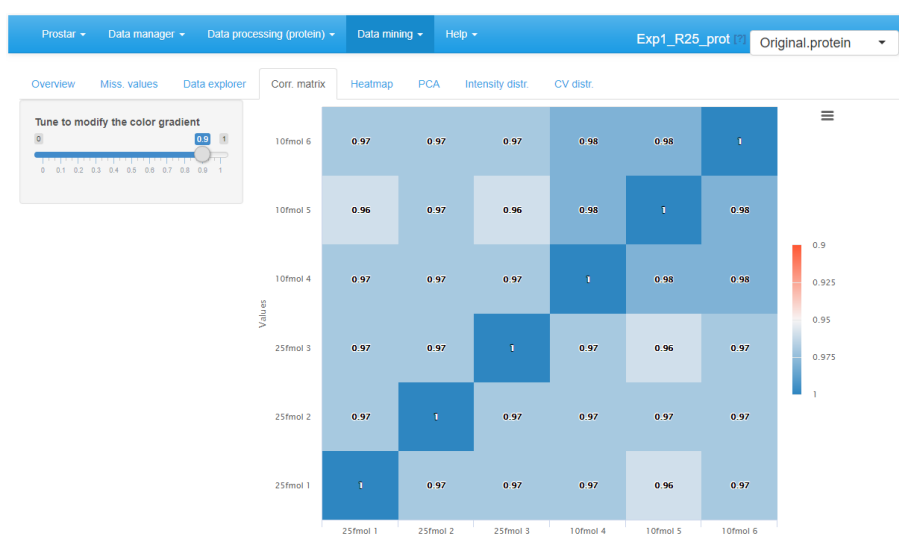 Prostar Data manager Data processing (protein) Data mining Help Exp1_R25_prot [?] Original.protein
Overview Miss. values Data explorer Corr. matrix Heatmap PCA Intensity distr. CV distr.
Tune to modify the color gradient
0 0.9 1
0 0.1 0.2 0.3 0.4 0.5 0.6 0.7 0.8 0.9 1
Values
10fmol 6 0.97 0.97 0.97 0.98 0.98 1
10fmol 5 0.96 0.97 0.96 0.98 1 0.98
10fmol 4 0.97 0.97 0.97 1 0.98 0.98
25fmol 3 0.97 0.97 1 0.97 0.96 0.97
25fmol 2 0.97 1 0.97 0.97 0.97 0.97
25fmol 1 1 0.97 0.97 0.97 0.96 0.97
25fmol 1 25fmol 2 25fmol 3 10fmol 4 10fmol 5 10fmol 6
0.9
0.925
0.95
0.975
1